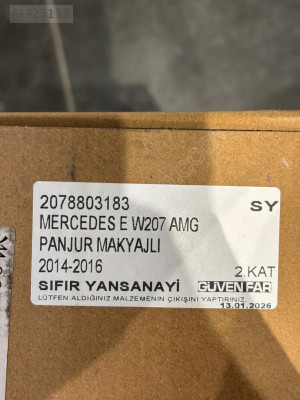 2078803183
SY
MERCEDES E W207 AMG
PANJUR MAKYAJLI
2014-2016
SIFIR YANSANAYİ
2.KAT
GÜVEN FAR
LÜTFEN ALDIĞINIZ MALZEMENİN ÇIKIŞINI YAPTIRINIZ.
13.01.2026